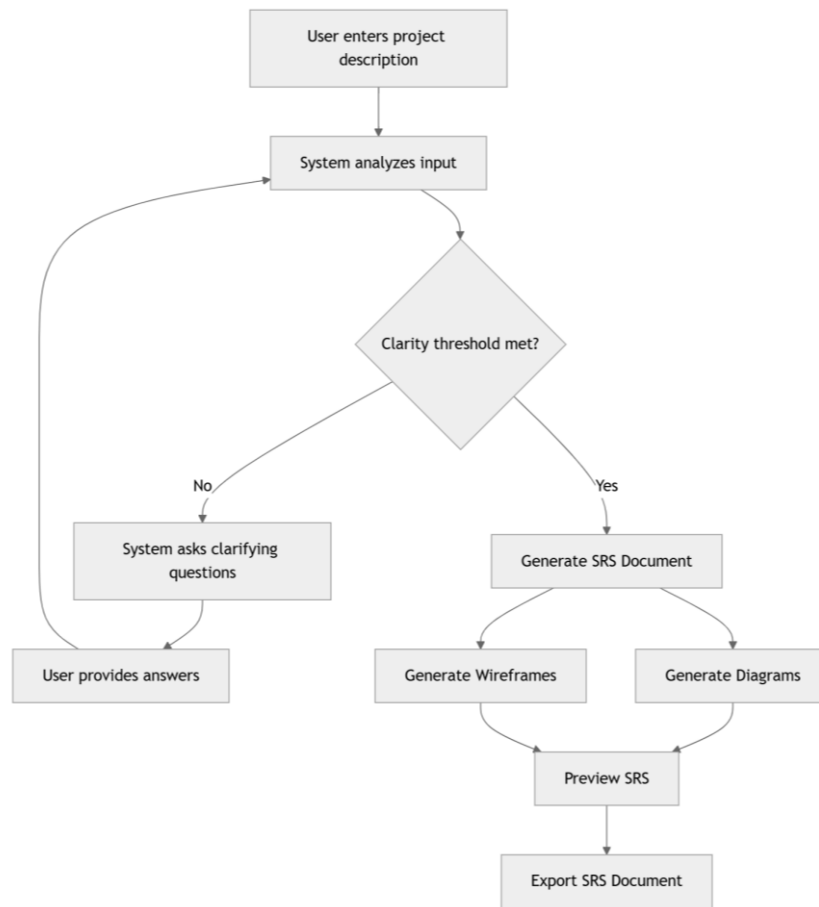 User enters project
description
System analyzes input
Clarity threshold met?
No
Yes
System asks clarifying
questions
Generate SRS Document
User provides answers
Generate Wireframes
Generate Diagrams
Preview SRS
Export SRS Document